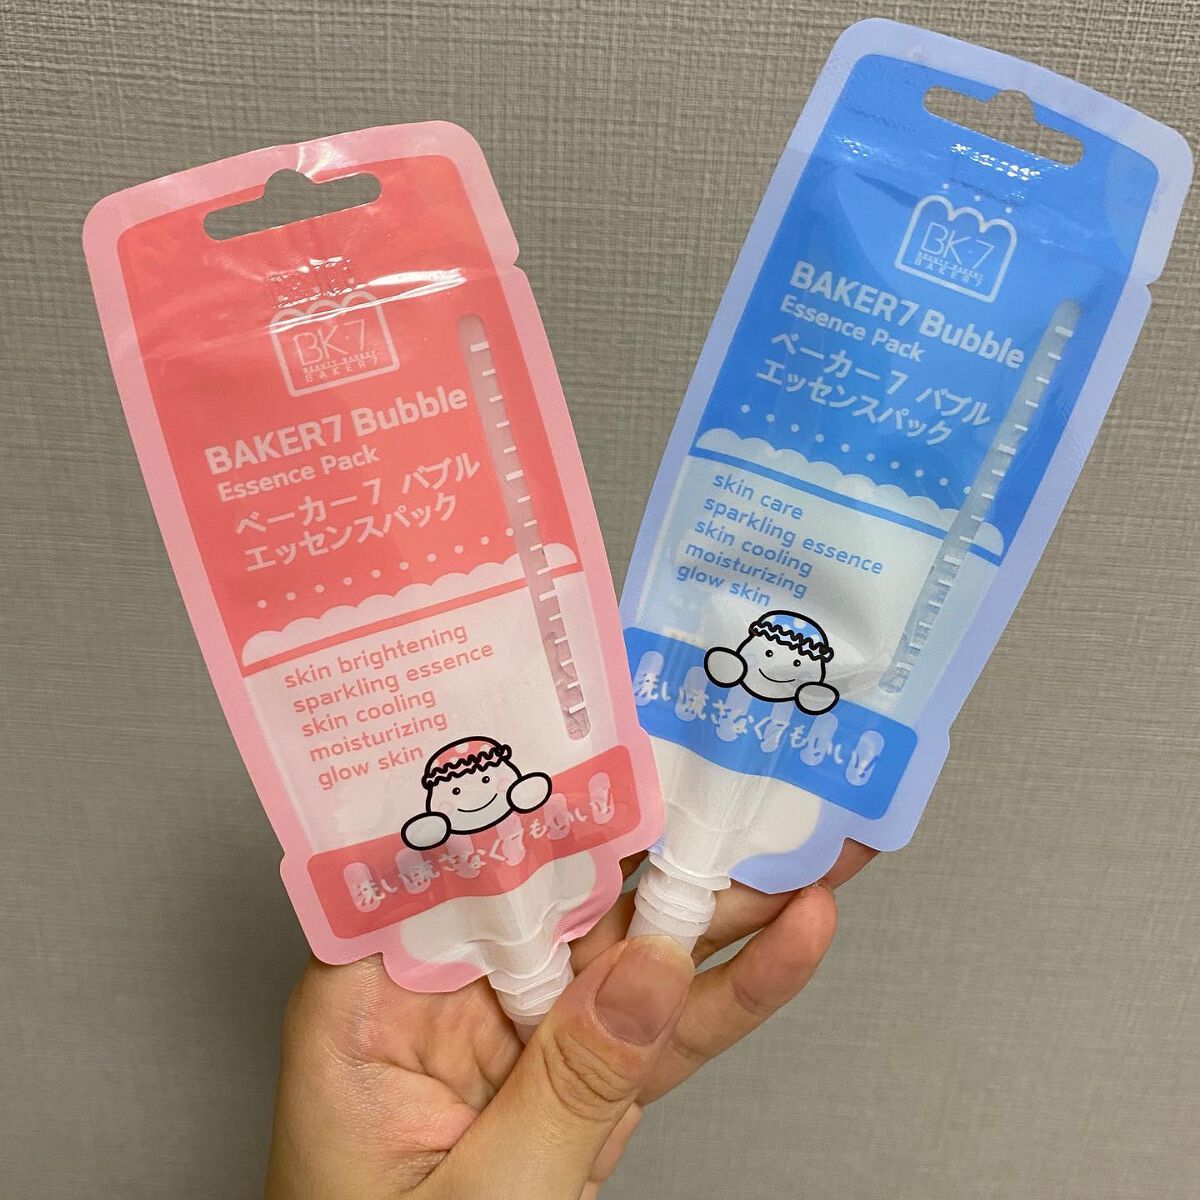 BK-7
BEAUTY BAKERY
BAKER7
BAKER7 Bubble
Essence Pack
ベーカー7 バブル
エッセンスパック
skin brightening
sparkling essence
skin cooling
moisturizing
glow skin
洗い流さなくてもいい!
BK-7
BEAUTY BAKERY
BAKER7
BAKER7 Bubble
Essence Pack
ベーカー7 バブル
エッセンスパック
skin care
sparkling essence
skin cooling
moisturizing
glow skin
洗い流さなくてもいい!